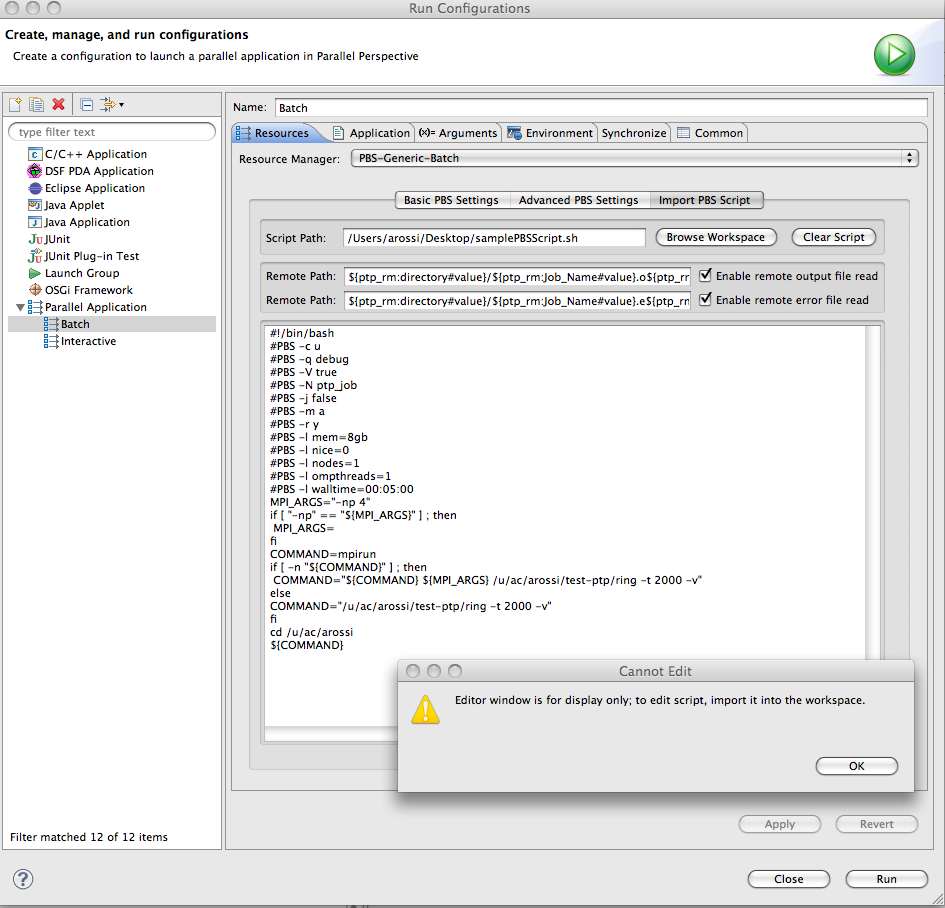 Run Configurations
Create, manage, and run configurations
Create a configuration to launch a parallel application in Parallel Perspective
type filter text
C/C++ Application
DSF PDA Application
Eclipse Application
Java Applet
Java Application
JUnit
JUnit Plug-in Test
Launch Group
OSGi Framework
Parallel Application
Batch
Interactive
Filter matched 12 of 12 items
Name: Batch
Resources Application (x)= Arguments Environment Synchronize Common
Resource Manager: PBS-Generic-Batch
Basic PBS Settings Advanced PBS Settings Import PBS Script
Script Path: /Users/arossi/Desktop/samplePBSScript.sh Browse Workspace Clear Script
Remote Path: ${ptp_rm:directory#value}/${ptp_rm:Job_Name#value}.o${ptp_rr Enable remote output file read
Remote Path: ${ptp_rm:directory#value}/${ptp_rm:Job_Name#value}.e${ptp_rn Enable remote error file read
#!/bin/bash
#PBS -c u
#PBS -q debug
#PBS -V true
#PBS -N ptp_job
#PBS -j false
#PBS -m a
#PBS -r y
#PBS -l mem=8gb
#PBS -l nice=0
#PBS -l nodes=1
#PBS -l ompthreads=1
#PBS -l walltime=00:05:00
MPI_ARGS="-np 4"
if [ "-np" == "${MPI_ARGS}" ] ; then
MPI_ARGS=
fi
COMMAND=mpirun
if [ -n "${COMMAND}" ] ; then
COMMAND="${COMMAND} ${MPI_ARGS} /u/ac/arossi/test-ptp/ring -t 2000 -v"
else
COMMAND="/u/ac/arossi/test-ptp/ring -t 2000 -v"
fi
cd /u/ac/arossi
${COMMAND}
Cannot Edit
Editor window is for display only; to edit script, import it into the workspace.
OK
Apply Revert
Close Run